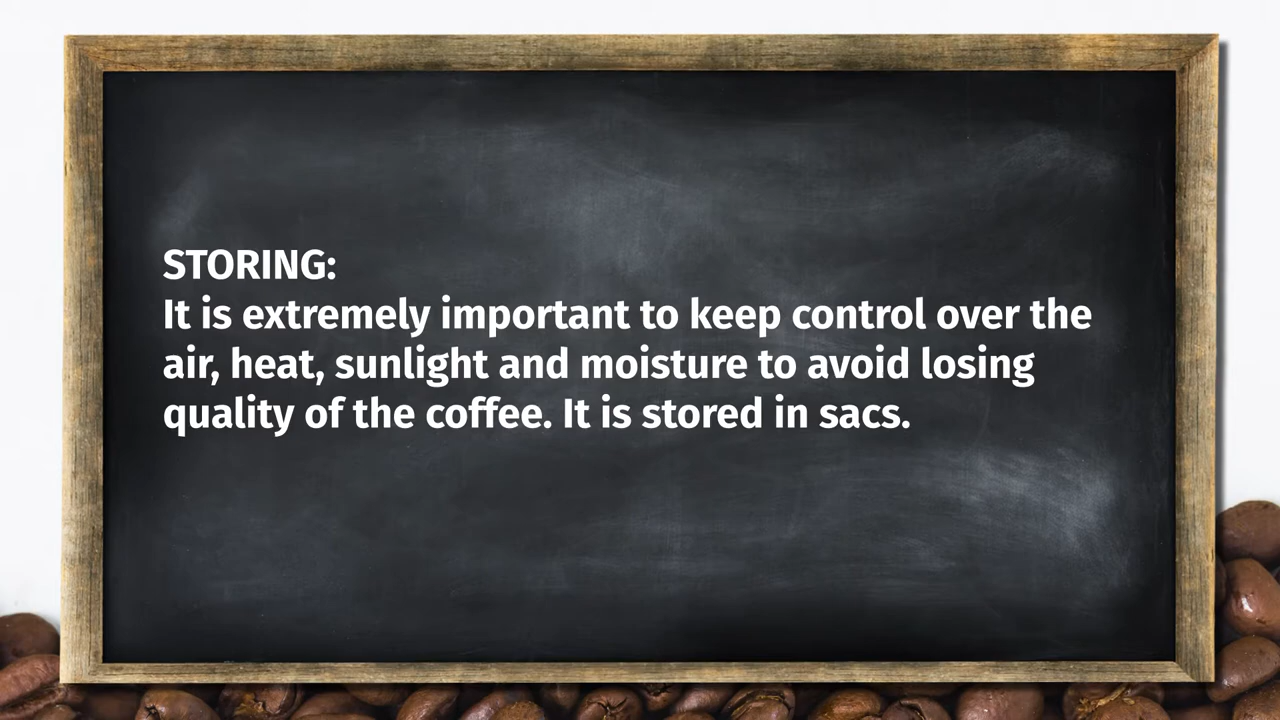 STORING:
It is extremely important to keep control over the
air, heat, sunlight and moisture to avoid losing
quality of the coffee. It is stored in sacs.